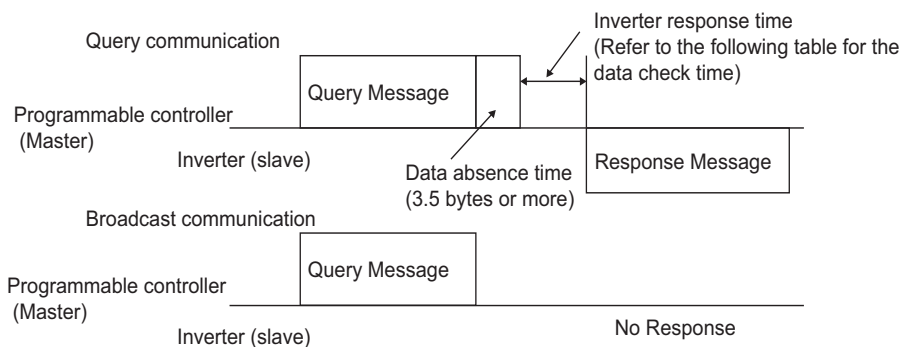 Query communication
Inverter response time
(Refer to the following table for the
data check time)
Query Message
Programmable controller
(Master)
Inverter (slave)
Data absence time
(3.5 bytes or more)
Response Message
Broadcast communication
Query Message
Programmable controller
(Master)
Inverter (slave)
No Response